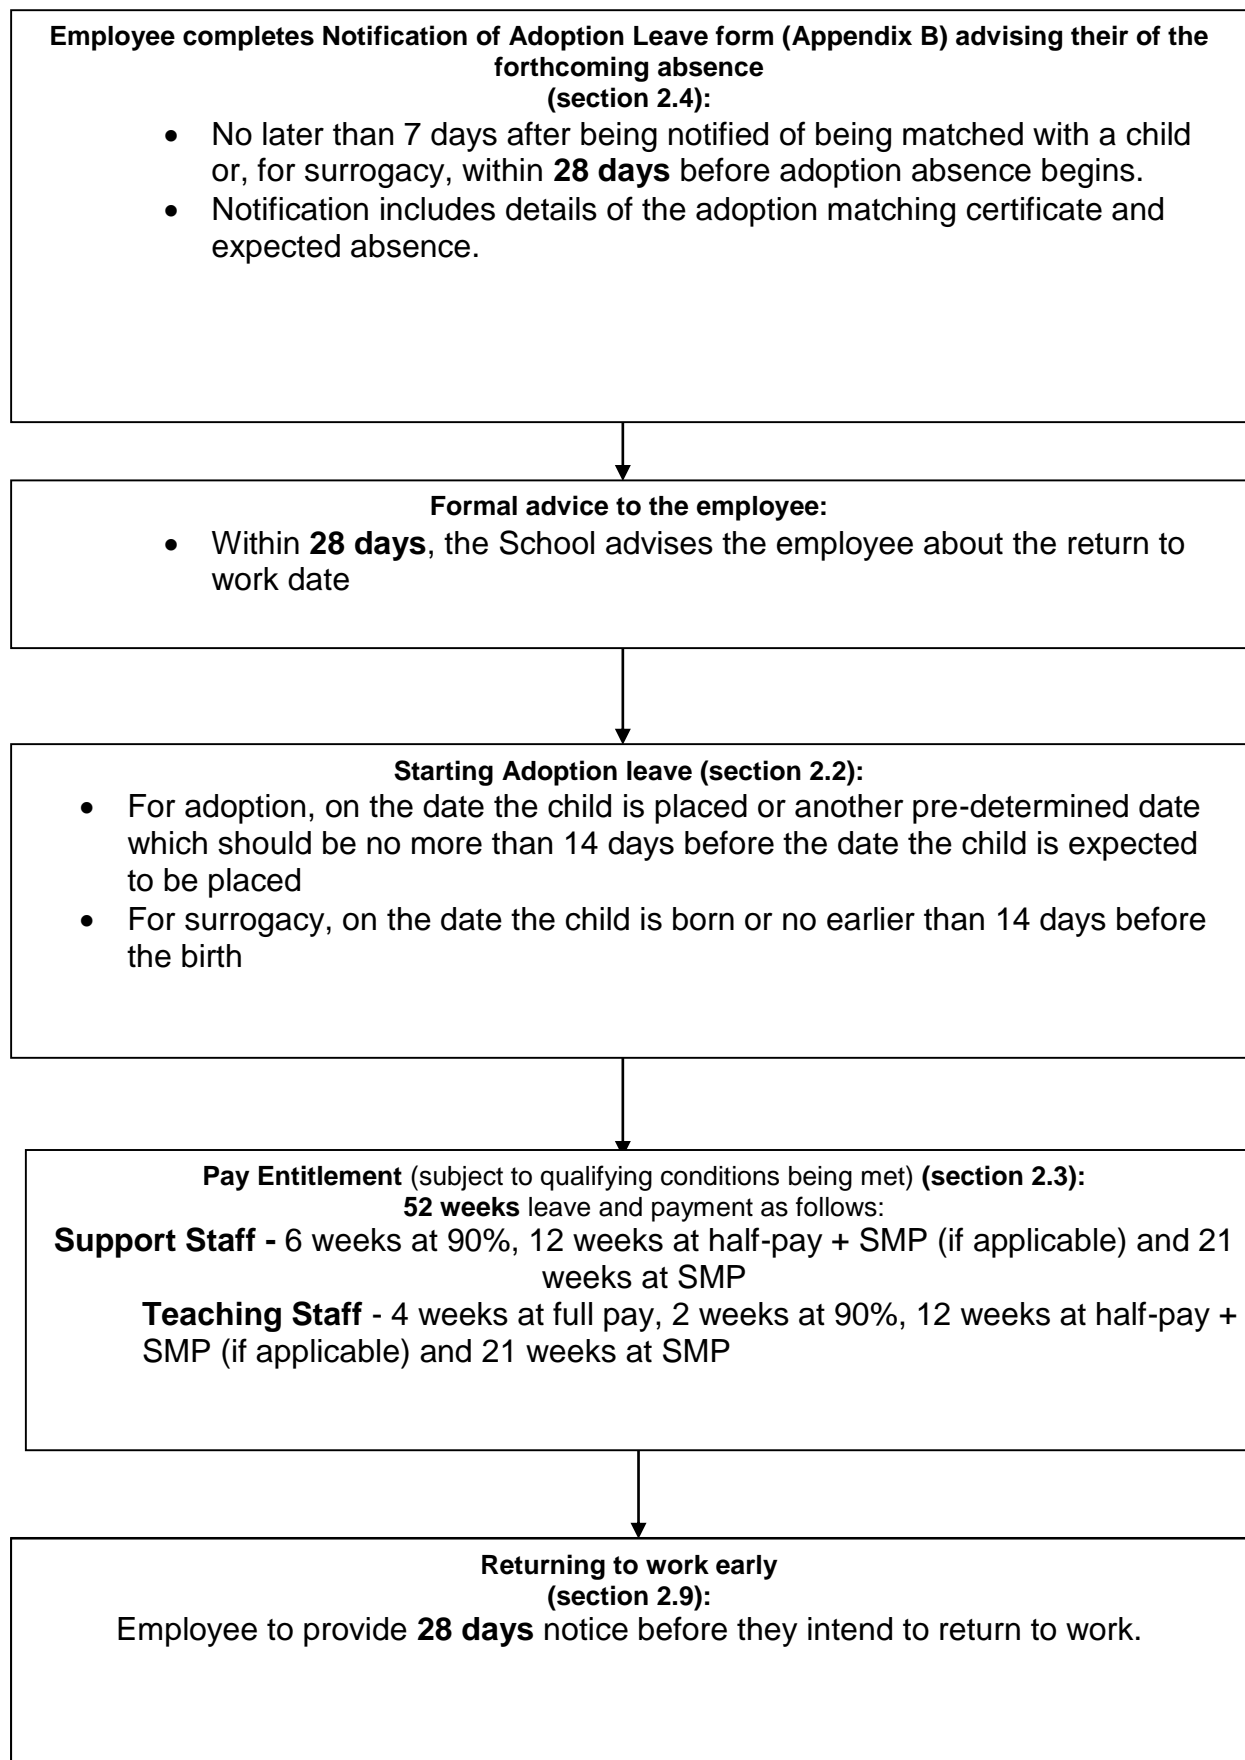 Employee completes Notification of Adoption Leave form (Appendix B) advising their of the
forthcoming absence
(section 2.4):
• No later than 7 days after being notified of being matched with a child
or, for surrogacy, within 28 days before adoption absence begins.
• Notification includes details of the adoption matching certificate and
expected absence.
Formal advice to the employee:
• Within 28 days, the School advises the employee about the return to
work date
Starting Adoption leave (section 2.2):
• For adoption, on the date the child is placed or another pre-determined date
which should be no more than 14 days before the date the child is expected
to be placed
• For surrogacy, on the date the child is born or no earlier than 14 days before
the birth
Pay Entitlement (subject to qualifying conditions being met) (section 2.3):
52 weeks leave and payment as follows:
Support Staff - 6 weeks at 90%, 12 weeks at half-pay + SMP (if applicable) and 21
weeks at SMP
Teaching Staff - 4 weeks at full pay, 2 weeks at 90%, 12 weeks at half-pay +
SMP (if applicable) and 21 weeks at SMP
Returning to work early
(section 2.9):
Employee to provide 28 days notice before they intend to return to work.